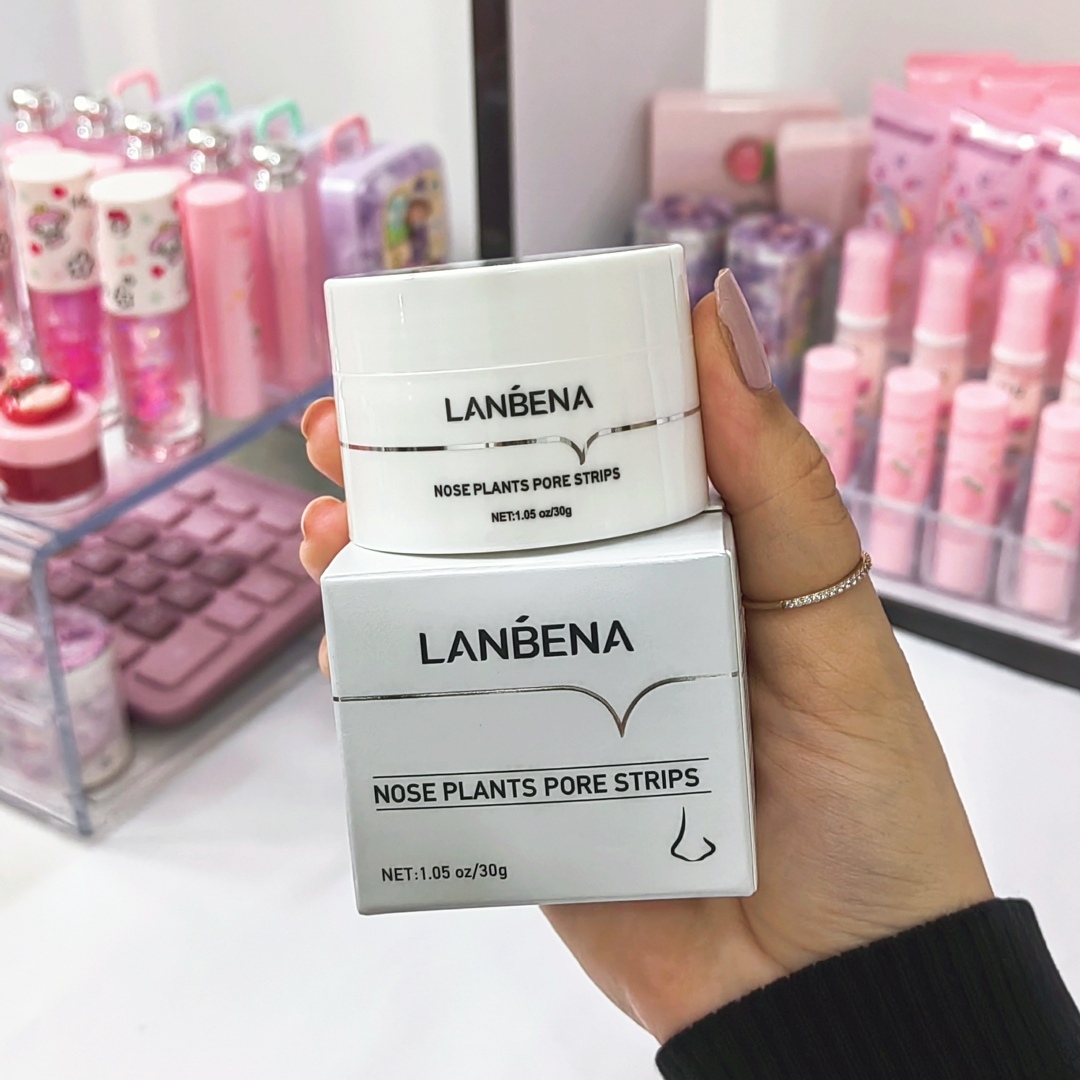 LANBENA
NOSE PLANTS PORE STRIPS
NET:1.05 oz/30g
LANBENA
NOSE PLANTS PORE STRIPS
NET:1.05 oz/30g